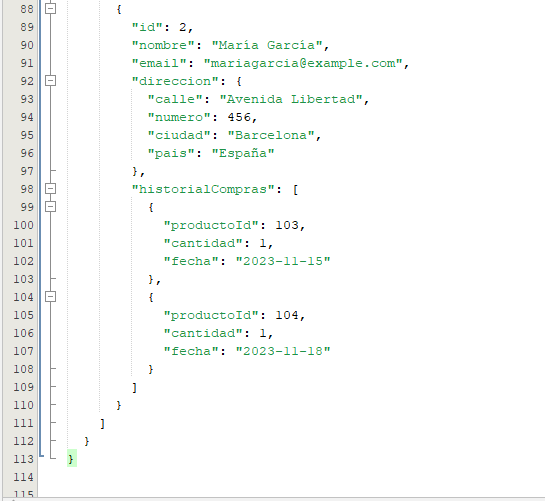 88 {
89 "id": 2,
90 "nombre": "María García",
91 "email": "mariagarcia@example.com",
92 "direccion": {
93 "calle": "Avenida Libertad",
94 "numero": 456,
95 "ciudad": "Barcelona",
96 "pais": "España"
97 },
98 "historialCompras": [
99 {
100 "productoId": 103,
101 "cantidad": 1,
102 "fecha": "2023-11-15"
103 },
104 {
105 "productoId": 104,
106 "cantidad": 1,
107 "fecha": "2023-11-18"
108 }
109 ]
110 }
111 ]
112 }
113 }
114
115